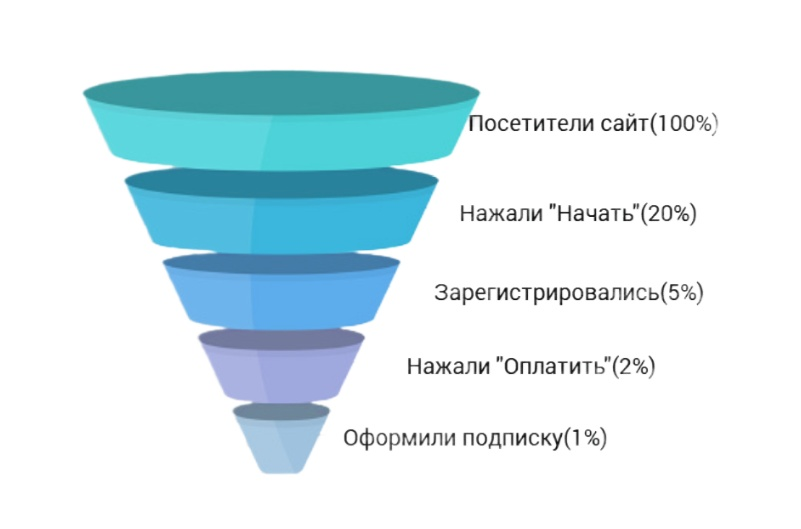 Посетители сайт(100%)
Нажали "Начать"(20%)
Зарегистрировались(5%)
Нажали "Оплатить"(2%)
Оформили подписку(1%)